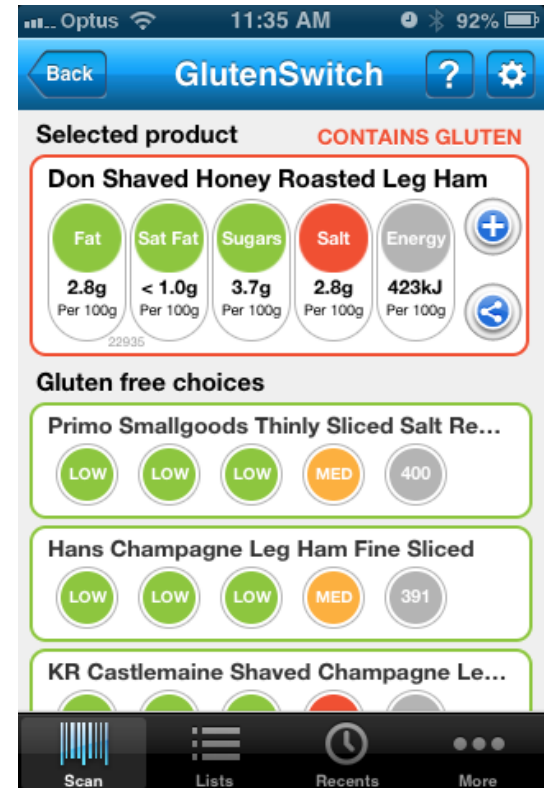 Optus 11:35 AM 92%
Back GlutenSwitch ?
Selected product CONTAINS GLUTEN
Don Shaved Honey Roasted Leg Ham
Fat Sat Fat Sugars Salt Energy
2.8g < 1.0g 3.7g 2.8g 423kJ
Per 100g Per 100g Per 100g Per 100g Per 100g
22935
Gluten free choices
Primo Smallgoods Thinly Sliced Salt Re...
LOW LOW LOW MED 400
Hans Champagne Leg Ham Fine Sliced
LOW LOW LOW MED 391
KR Castlemaine Shaved Champagne Le...
Scan Lists Recents More